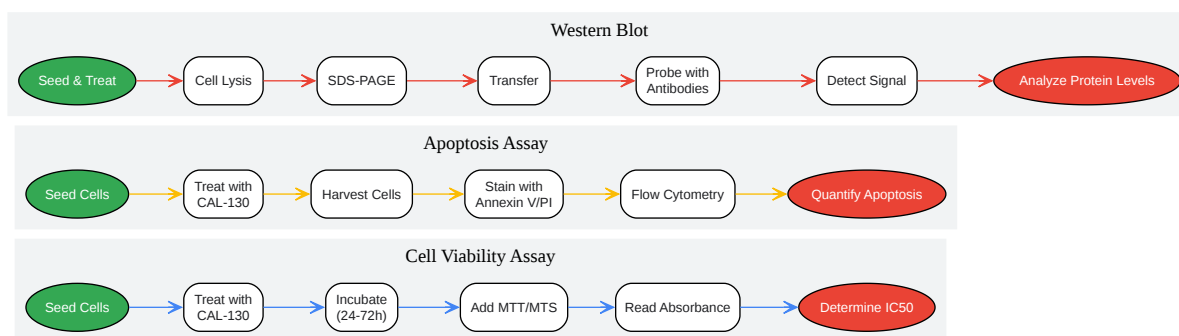 Western Blot
Seed & Treat
Cell Lysis
SDS-PAGE
Transfer
Probe with
Antibodies
Detect Signal
Analyze Protein Levels
Apoptosis Assay
Seed Cells
Treat with
CAL-130
Harvest Cells
Stain with
Annexin V/PI
Flow Cytometry
Quantify Apoptosis
Cell Viability Assay
Seed Cells
Treat with
CAL-130
Incubate
(24-72h)
Add MTT/MTS
Read Absorbance
Determine IC50